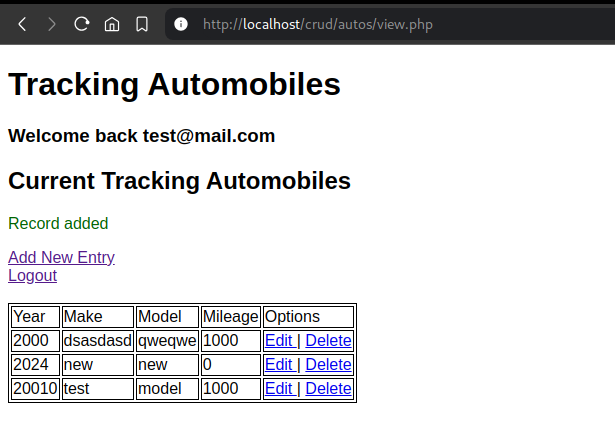 http://localhost/crud/autos/view.php
Tracking Automobiles
Welcome back test@mail.com
Current Tracking Automobiles
Record added
Add New Entry
Logout
Year Make Model Mileage Options
2000 dsasdasd qweqwe 1000 Edit | Delete
2024 new new 0 Edit | Delete
20010 test model 1000 Edit | Delete